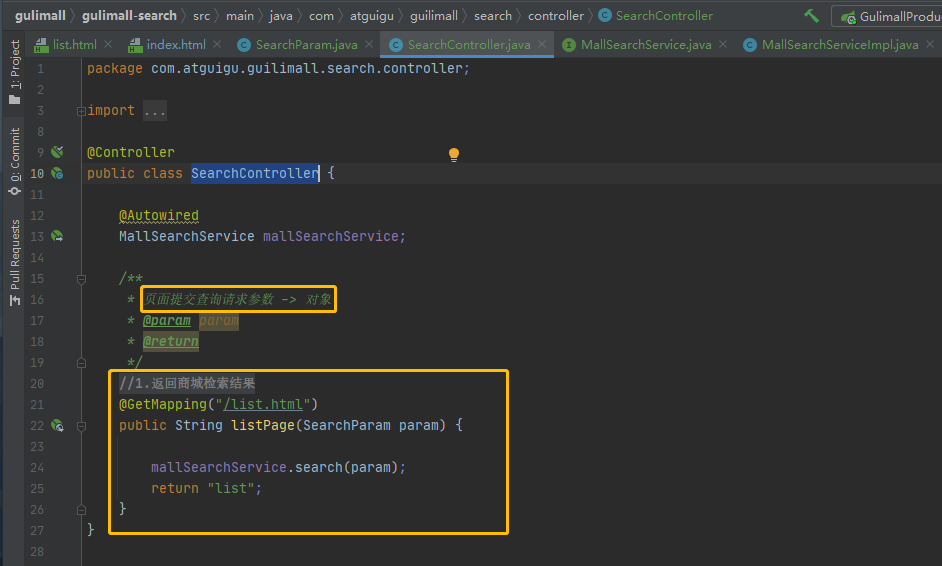 gulimall 〉 gulimall-search 〉 src 〉 main 〉 java 〉 com 〉 atguigu 〉 guilimall 〉 search 〉 controller 〉 SearchController
GulimallProdu
list.html × index.html × SearchParam.java × SearchController.java × MallSearchService.java × MallSearchServiceImpl.java ×
1: Project
0: Commit
Pull Requests
1 package com.atguigu.guilimall.search.controller;
2
3 import ...
8
9 @Controller
10 public class SearchController {
11
12 @Autowired
13 MallSearchService mallSearchService;
14
15 /**
16 * 页面提交查询请求参数 -> 对象
17 * @param param
18 * @return
19 */
20 //1.返回商城检索结果
21 @GetMapping("/list.html")
22 public String listPage(SearchParam param) {
23
24 mallSearchService.search(param);
25 return "list";
26 }
27 }
28